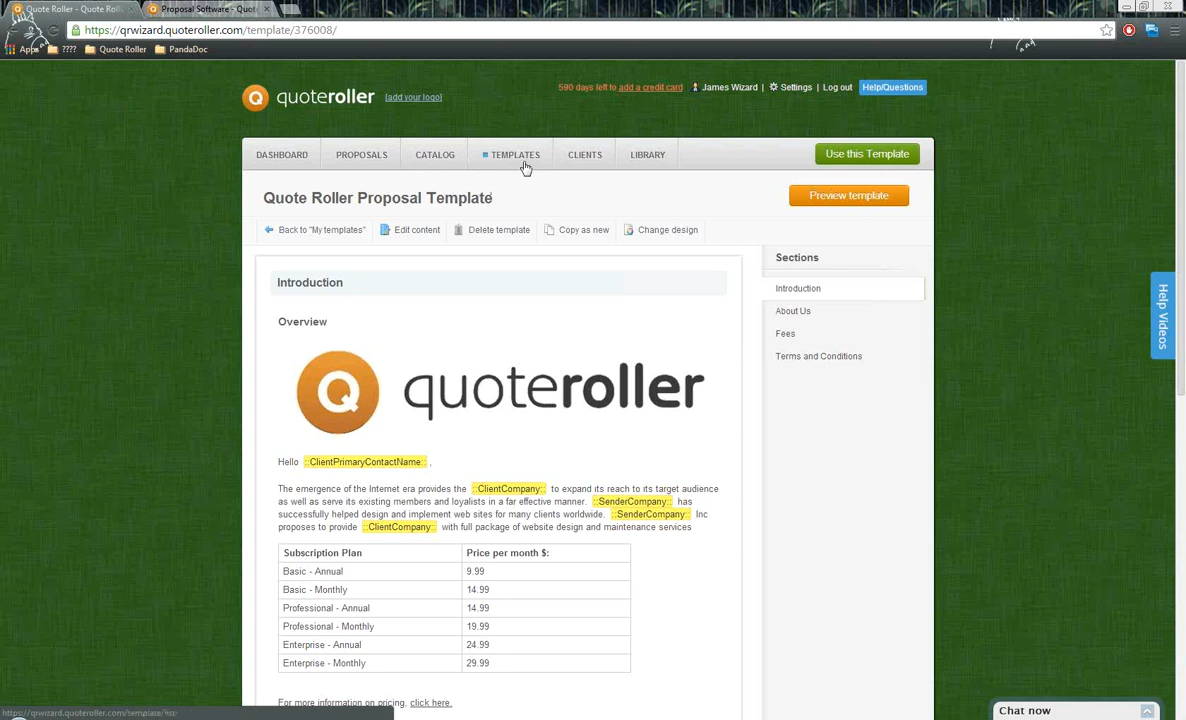 Quote Roller - Quote Roll
Proposal Software - Quot
https://qrwizard.quoteroller.com/template/376008/
Apps
????
Quote Roller
PandaDoc
Q quoteroller
[add your logo]
590 days left to add a credit card
James Wizard
Settings
Log out
Help/Questions
DASHBOARD
PROPOSALS
CATALOG
TEMPLATES
CLIENTS
LIBRARY
Use this Template
Quote Roller Proposal Template
Preview template
Back to "My templates"
Edit content
Delete template
Copy as new
Change design
Sections
Introduction
About Us
Fees
Terms and Conditions
Introduction
Overview
Q quoteroller
Hello ::ClientPrimaryContactName:: ,
The emergence of the Internet era provides the ::ClientCompany:: to expand its reach to its target audience
as well as serve its existing members and loyalists in a far effective manner. ::SenderCompany:: has
successfully helped design and implement web sites for many clients worldwide. ::SenderCompany:: Inc
proposes to provide ::ClientCompany:: with full package of website design and maintenance services
Subscription Plan Price per month $:
Basic - Annual 9.99
Basic - Monthly 14.99
Professional - Annual 14.99
Professional - Monthly 19.99
Enterprise - Annual 24.99
Enterprise - Monthly 29.99
For more information on pricing, click here.
Help Videos
Chat now
https://qrwizard.quoteroller.com/template/list/